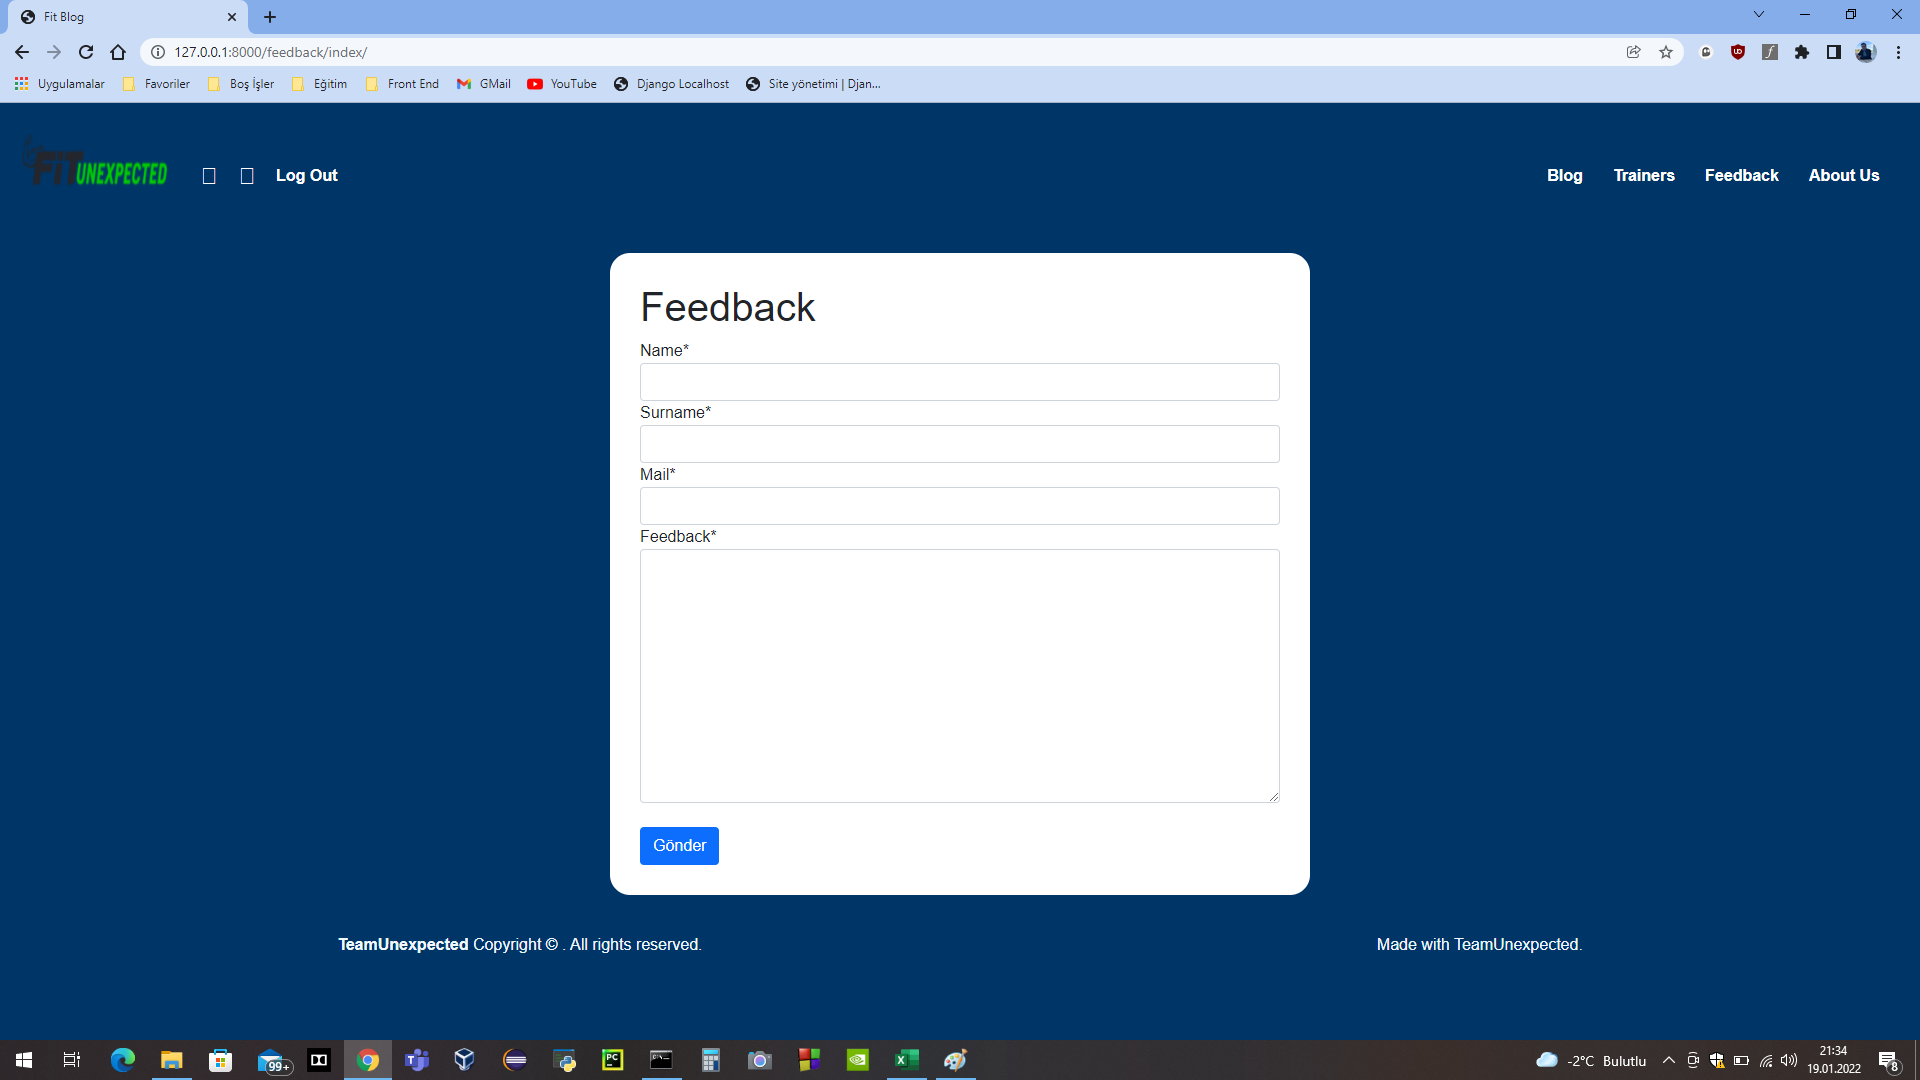 Fit Blog
127.0.0.1:8000/feedback/index/
Uygulamalar Favoriler Boş İşler Eğitim Front End GMail YouTube Django Localhost Site yönetimi | Djan...
FiT UNEXPECTED Log Out Blog Trainers Feedback About Us
Feedback
Name*
Surname*
Mail*
Feedback*
Gönder
TeamUnexpected Copyright © . All rights reserved. Made with TeamUnexpected.
99+ -2°C Bulutlu 21:34
19.01.2022 8